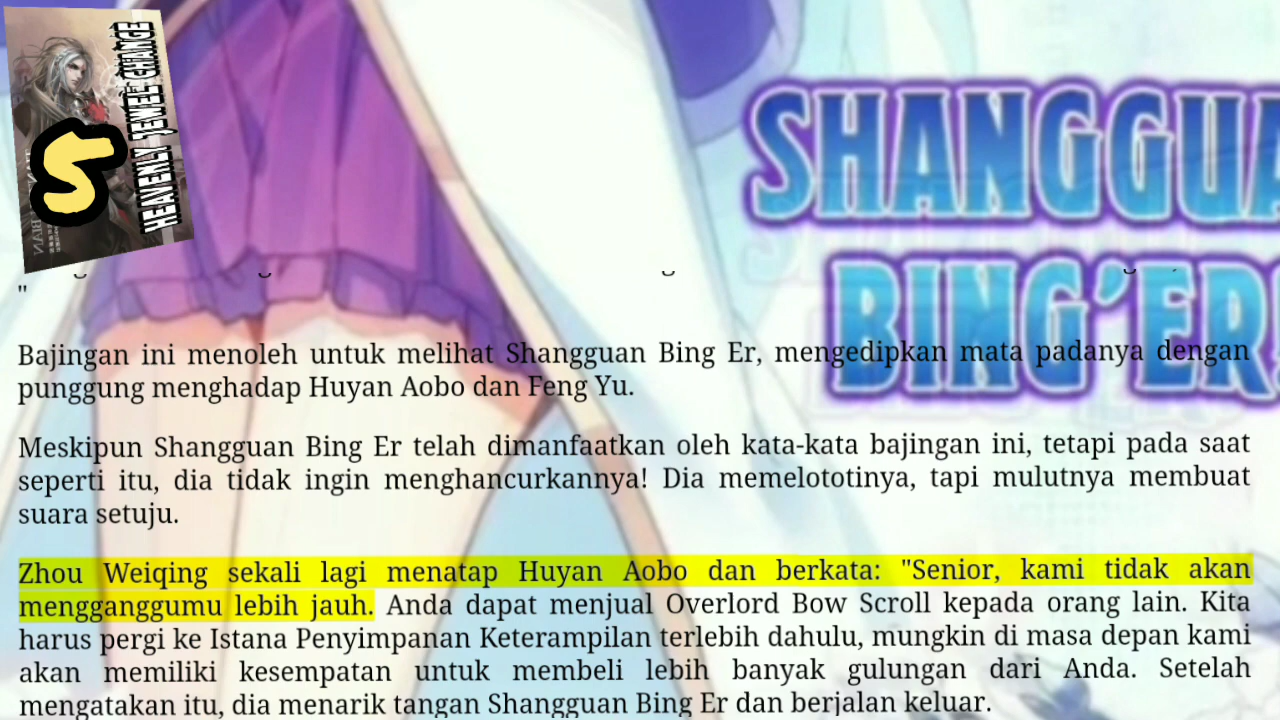 HEAVENLY JEWEL CHANGE
5
SHANGGUA
BING'ER
"
Bajingan ini menoleh untuk melihat Shangguan Bing Er, mengedipkan mata padanya dengan
punggung menghadap Huyan Aobo dan Feng Yu.
Meskipun Shangguan Bing Er telah dimanfaatkan oleh kata-kata bajingan ini, tetapi pada saat
seperti itu, dia tidak ingin menghancurkannya! Dia memelototinya, tapi mulutnya membuat
suara setuju.
Zhou Weiqing sekali lagi menatap Huyan Aobo dan berkata: "Senior, kami tidak akan
mengganggumu lebih jauh. Anda dapat menjual Overlord Bow Scroll kepada orang lain. Kita
harus pergi ke Istana Penyimpanan Keterampilan terlebih dahulu, mungkin di masa depan kami
akan memiliki kesempatan untuk membeli lebih banyak gulungan dari Anda. Setelah
mengatakan itu, dia menarik tangan Shangguan Bing Er dan berjalan keluar.